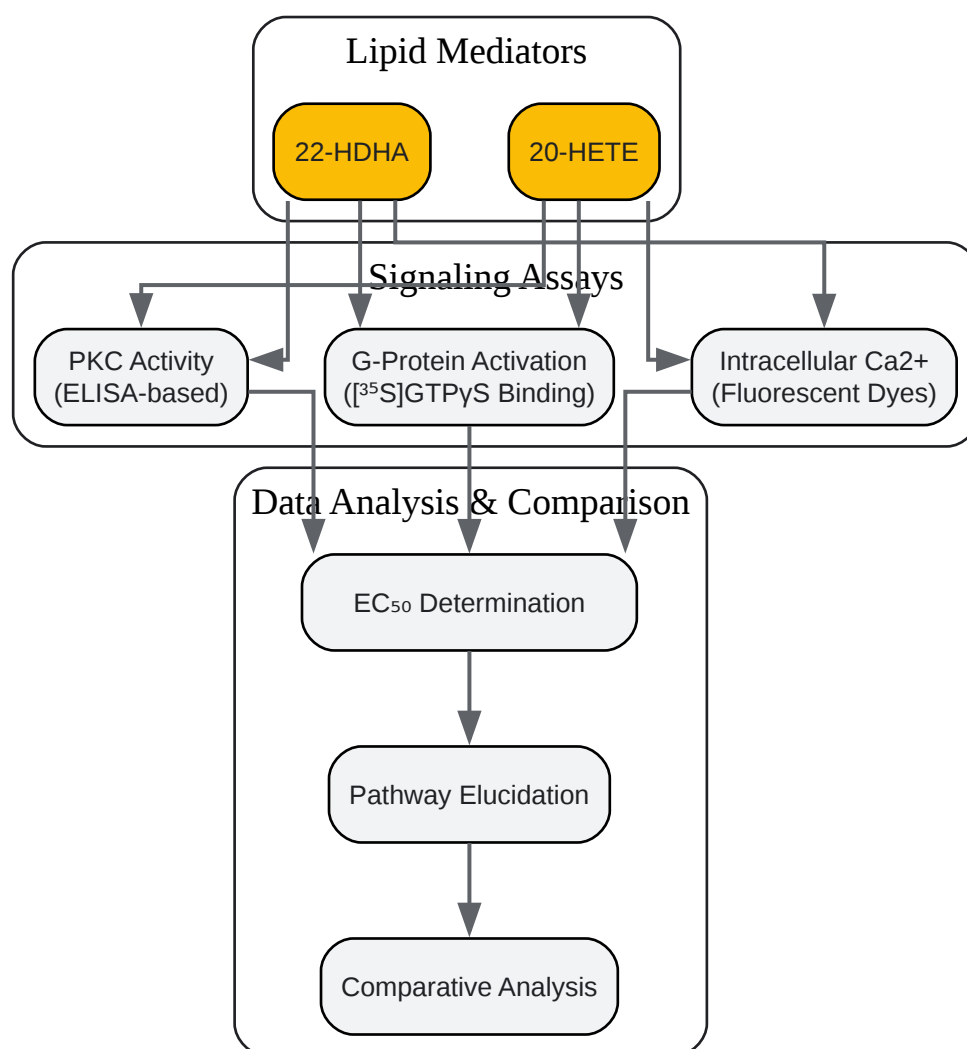 Lipid Mediators
22-HDHA
20-HETE
Signaling Assays
PKC Activity
(ELISA-based)
G-Protein Activation
([³⁵S]GTPγS Binding)
Intracellular Ca2+
(Fluorescent Dyes)
Data Analysis & Comparison
EC₅₀ Determination
Pathway Elucidation
Comparative Analysis